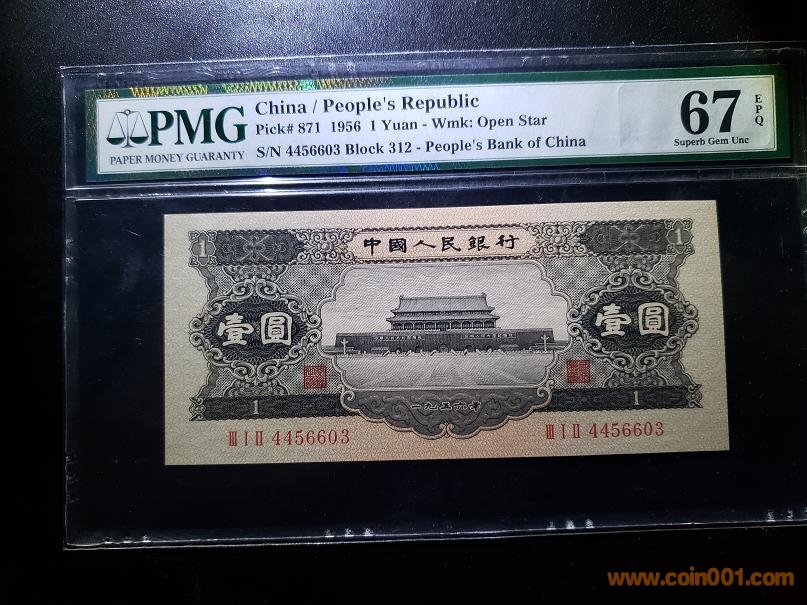 PMG
PAPER MONEY GUARANTY
China / People's Republic
Pick# 871 1956 1 Yuan - Wmk: Open Star
S/N 4456603 Block 312 - People's Bank of China
67 EPQ
Superb Gem Unc
中國人民銀行
1 1
壹圓 壹圓
一九五六年
1 1
Ⅲ Ⅰ Ⅱ 4456603 Ⅲ Ⅰ Ⅱ 4456603
www.coin001.com